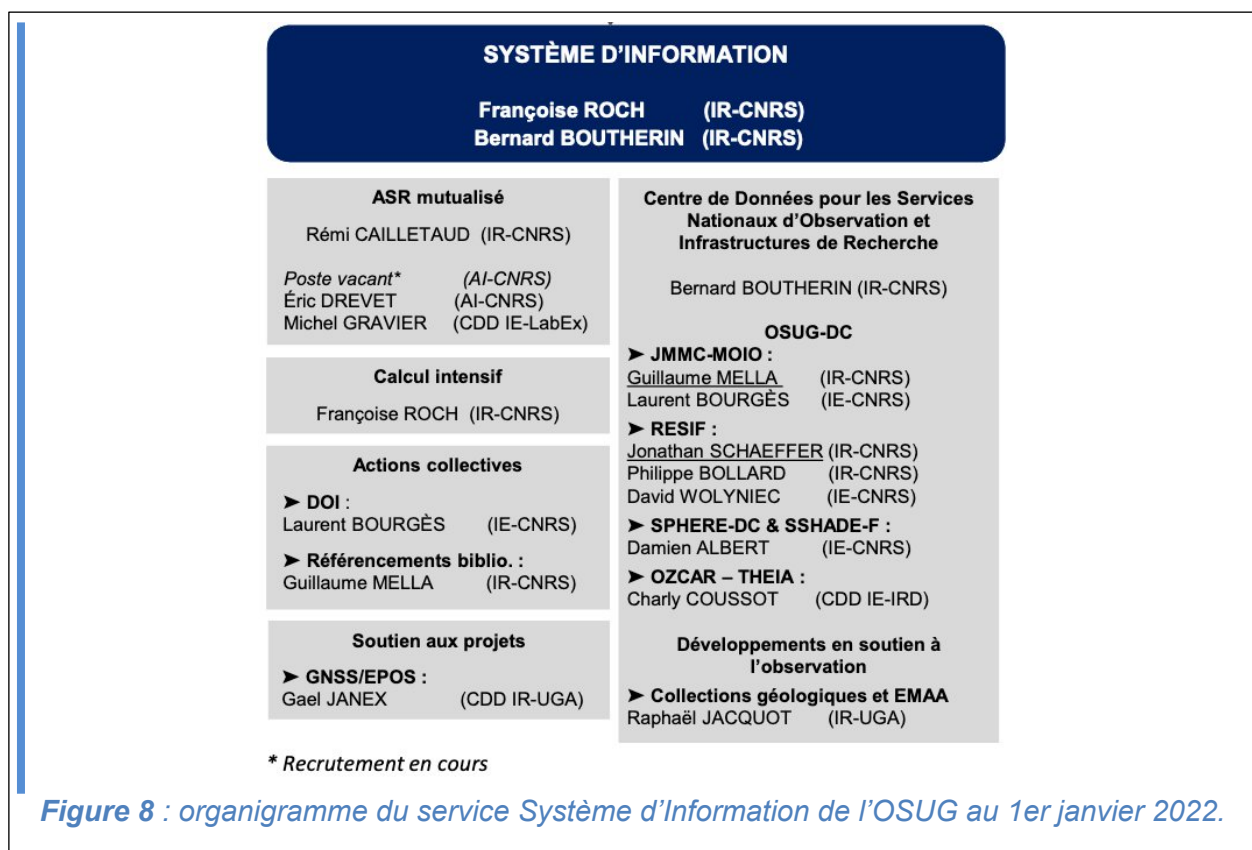 SYSTÈME D'INFORMATION
Françoise ROCH (IR-CNRS)
Bernard BOUTHERIN (IR-CNRS)
ASR mutualisé
Rémi CAILLETAUD (IR-CNRS)
Poste vacant* (AI-CNRS)
Éric DREVET (AI-CNRS)
Michel GRAVIER (CDD IE-LabEx)
Calcul intensif
Françoise ROCH (IR-CNRS)
Actions collectives
➤ DOI :
Laurent BOURGÈS (IE-CNRS)
➤ Référencements biblio. :
Guillaume MELLA (IR-CNRS)
Soutien aux projets
➤ GNSS/EPOS :
Gael JANEX (CDD IR-UGA)
Centre de Données pour les Services
Nationaux d'Observation et
Infrastructures de Recherche
Bernard BOUTHERIN (IR-CNRS)
OSUG-DC
➤ JMMC-MOIO :
Guillaume MELLA (IR-CNRS)
Laurent BOURGÈS (IE-CNRS)
➤ RESIF :
Jonathan SCHAEFFER (IR-CNRS)
Philippe BOLLARD (IR-CNRS)
David WOLYNIEC (IE-CNRS)
➤ SPHERE-DC & SSHADE-F :
Damien ALBERT (IE-CNRS)
➤ OZCAR – THEIA :
Charly COUSSOT (CDD IE-IRD)
Développements en soutien à
l'observation
➤ Collections géologiques et EMAA
Raphaël JACQUOT (IR-UGA)
* Recrutement en cours
Figure 8 : organigramme du service Système d'Information de l'OSUG au 1er janvier 2022.